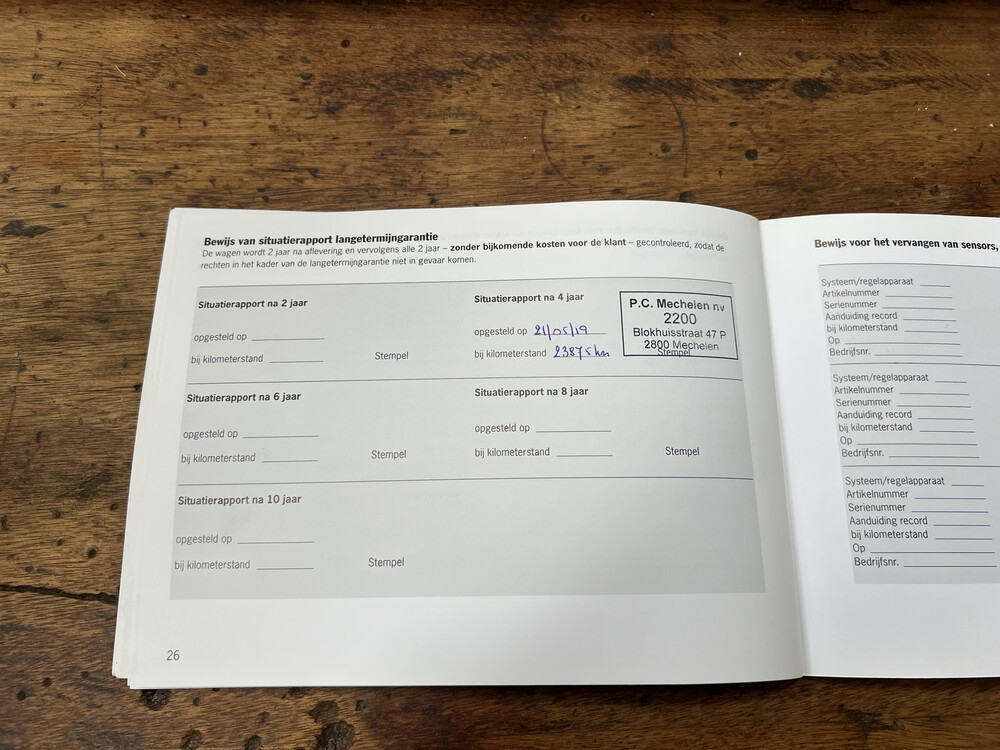 Bewijs van situatierapport langetermijngarantie
De wagen wordt 2 jaar na aflevering en vervolgens alle 2 jaar – zonder bijkomende kosten voor de klant – gecontroleerd, zodat de
rechten in het kader van de langetermijngarantie niet in gevaar komen.
Situatierapport na 2 jaar
opgesteld op
bij kilometerstand
Stempel
Situatierapport na 4 jaar
opgesteld op 21/05/19
bij kilometerstand 23875 km
P.C. Mechelen nv
2200
Blokhuisstraat 47 P
2800 Mechelen
Stempel
Situatierapport na 6 jaar
opgesteld op
bij kilometerstand
Stempel
Situatierapport na 8 jaar
opgesteld op
bij kilometerstand
Stempel
Situatierapport na 10 jaar
opgesteld op
bij kilometerstand
Stempel
26
Bewijs voor het vervangen van sensors,
Systeem/regelapparaat
Artikelnummer
Serienummer
Aanduiding record
bij kilometerstand
Op
Bedrijfsnr.
Systeem/regelapparaat
Artikelnummer
Serienummer
Aanduiding record
bij kilometerstand
Op
Bedrijfsnr.
Systeem/regelapparaat
Artikelnummer
Serienummer
Aanduiding record
bij kilometerstand
Op
Bedrijfsnr.